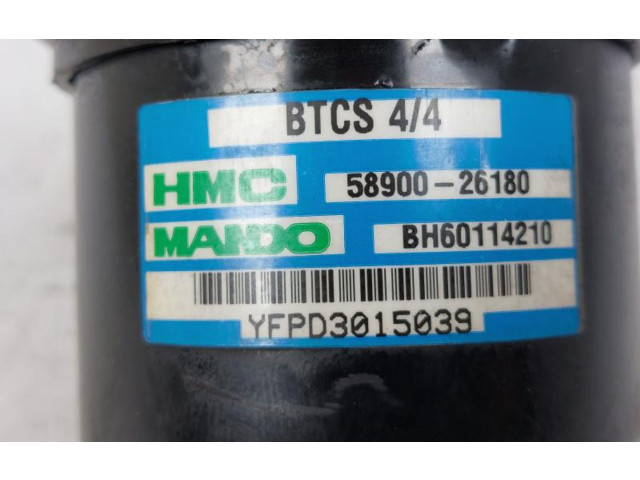 BTCS 4/4
HMC 58900-26180
MANDO BH60114210
YFPD3015039